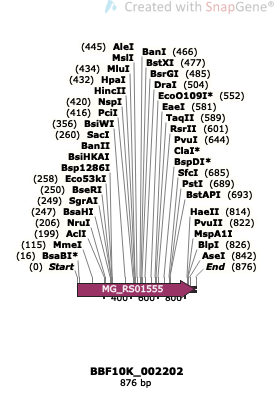 Created with SnapGene®
(445) AleI
MslI
(434) MluI
(432) HpaI
HincII
(420) NspI
(416) PciI
(356) BsiWI
(260) SacI
BanII
BsiHKAI
Bsp1286I
(258) Eco53kI
(250) BseRI
(249) SgrAI
(247) BsaHI
(206) NruI
(199) AclI
(115) MmeI
(16) BsaBI*
(0) Start
BanI (466)
BstXI (477)
BsrGI (485)
DraI (504)
EcoO109I* (552)
EaeI (581)
TaqII (589)
RsrII (601)
PvuI (644)
ClaI*
BspDI*
SfcI (685)
PstI (689)
BstAPI (693)
HaeII (814)
PvuII (822)
MspA1I
BlpI (826)
AseI (842)
End (876)
MG_RS01555
400 600 800
BBF10K_002202
876 bp